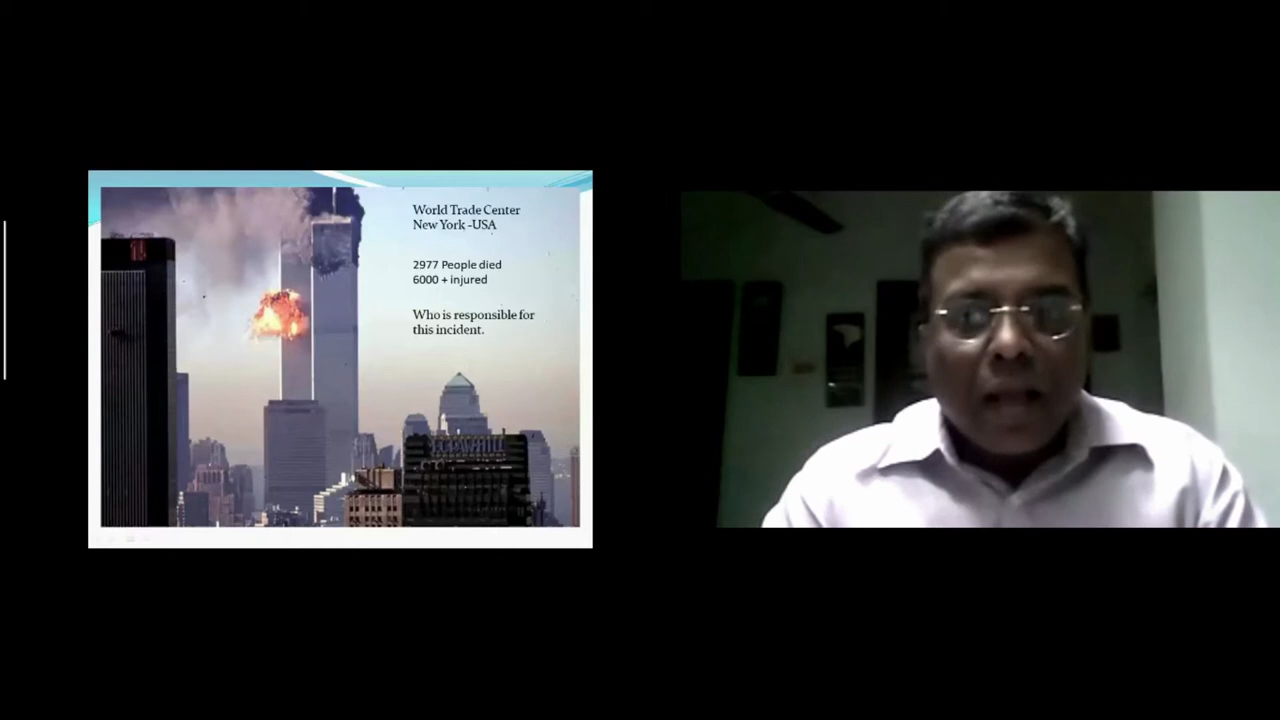 World Trade Center
New York -USA
2977 People died
6000 + injured
Who is responsible for
this incident.